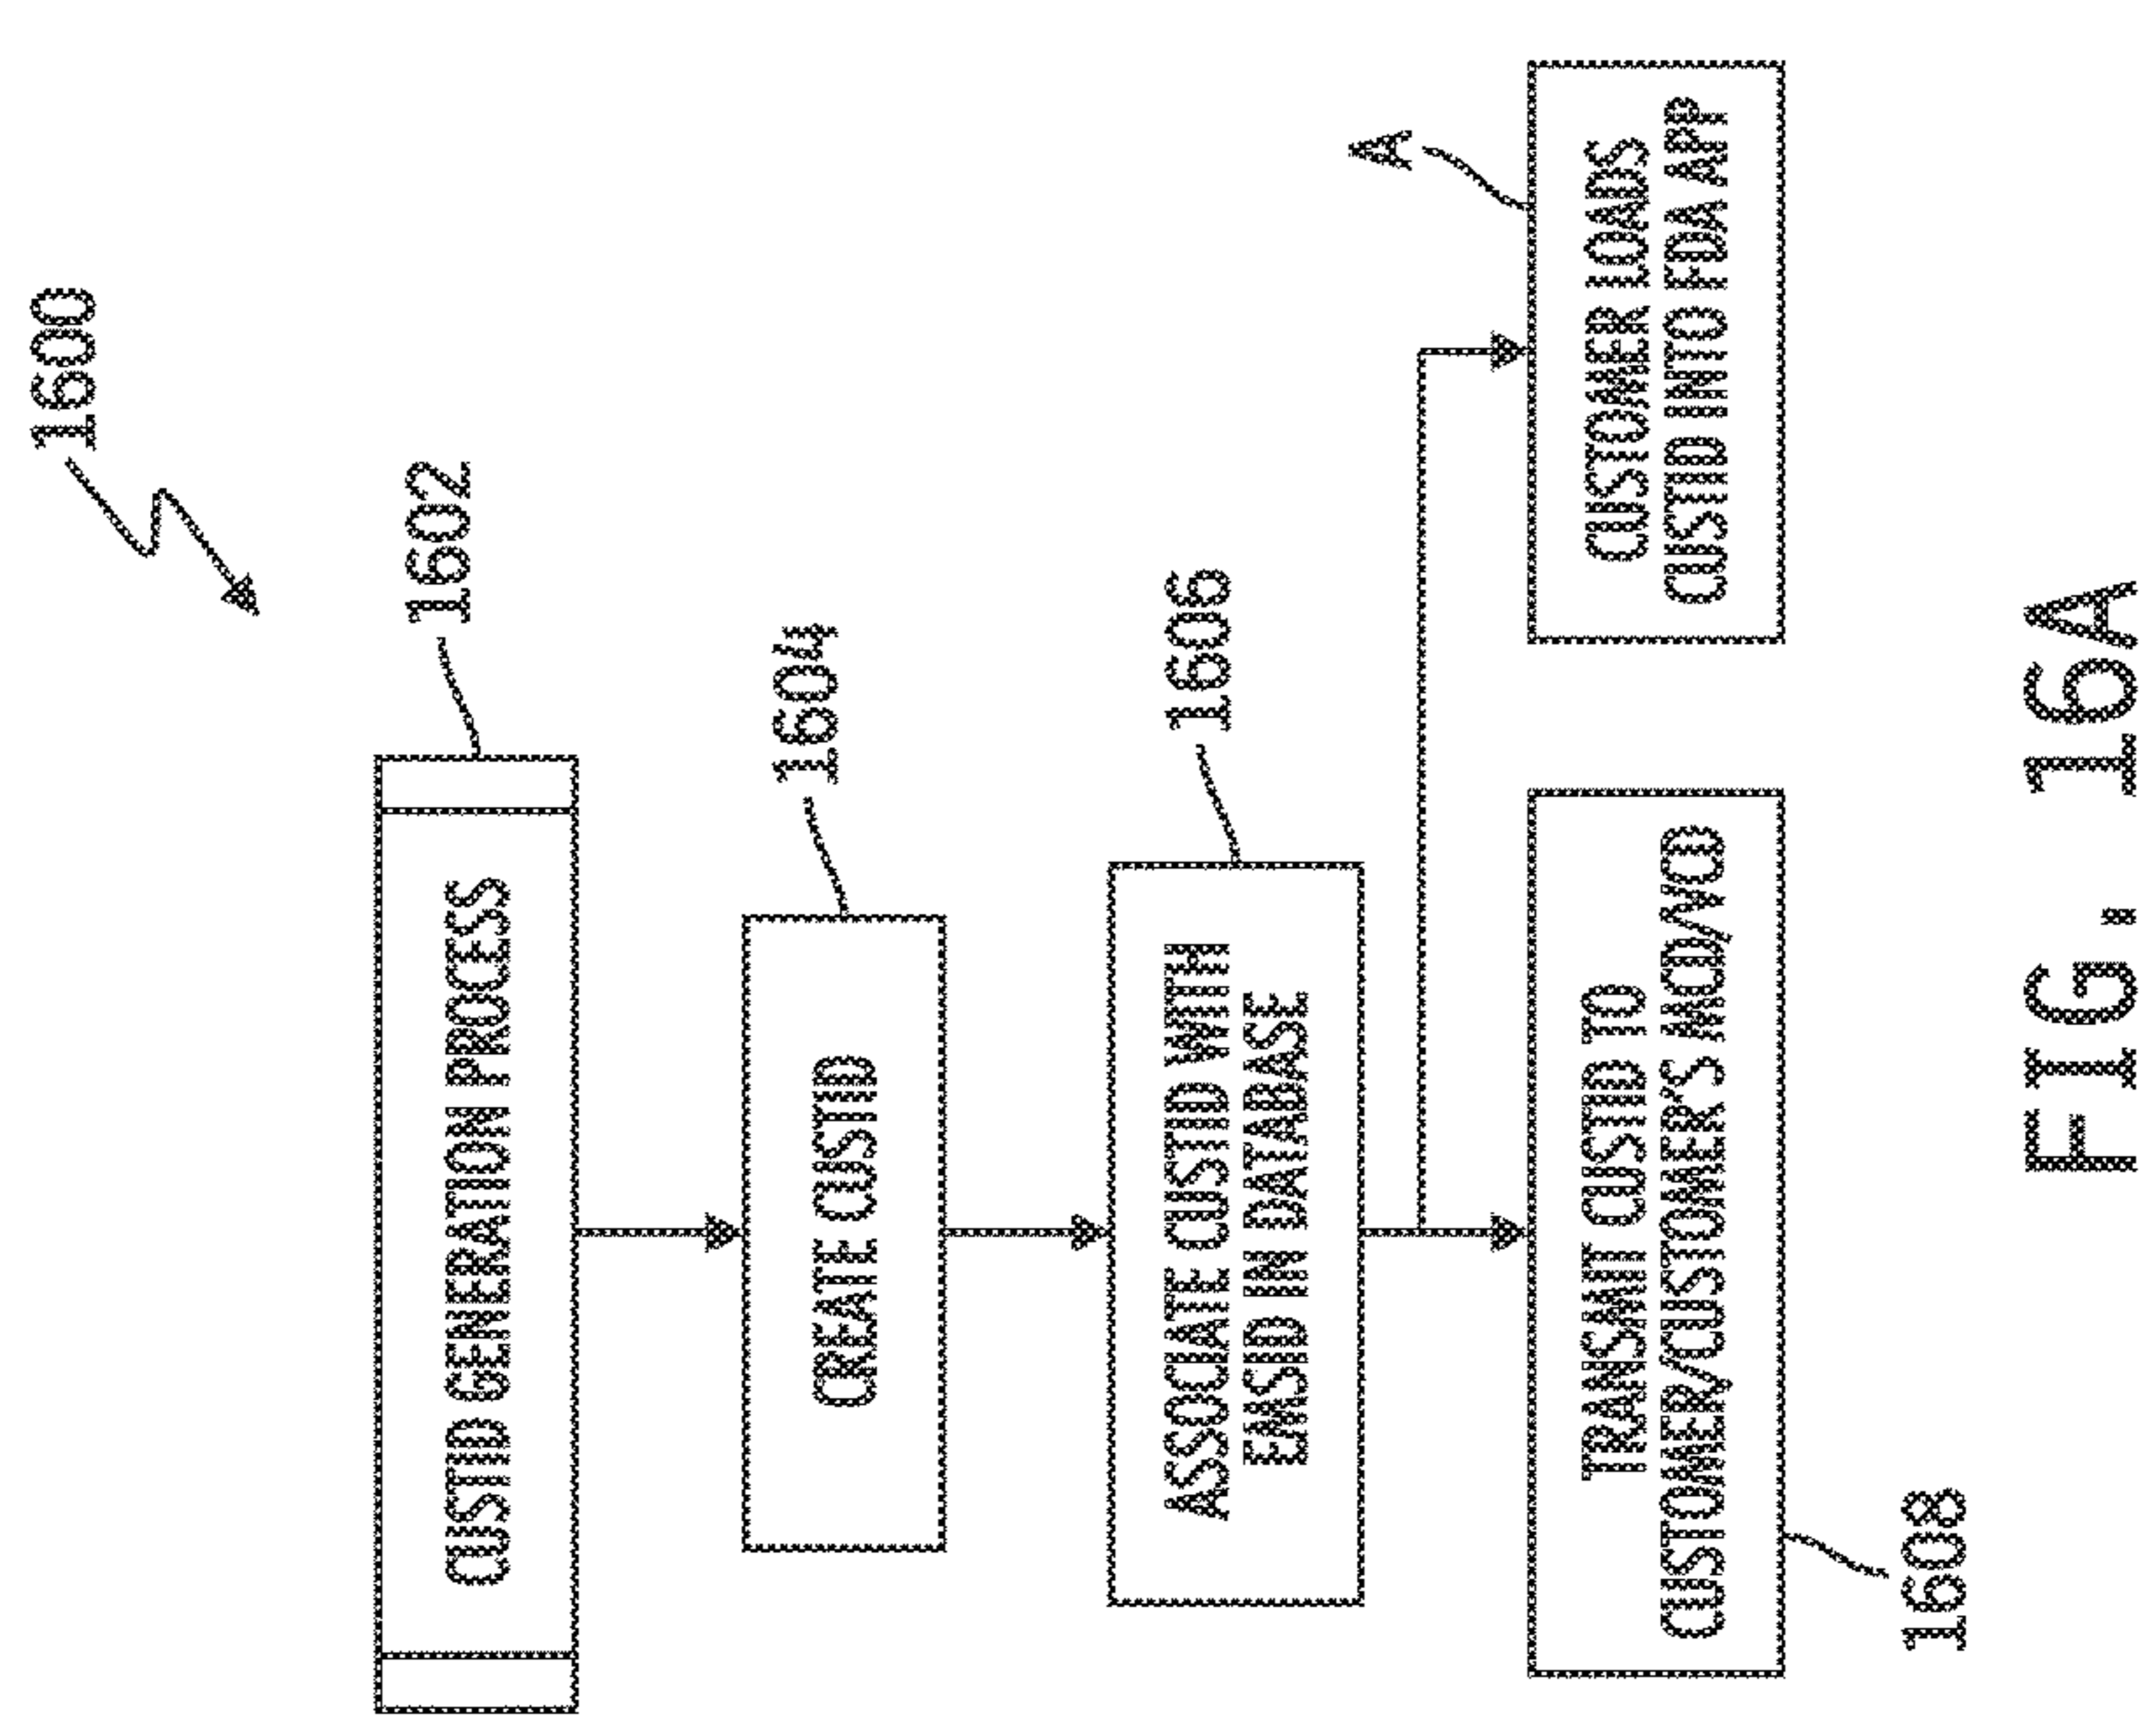 1600
1602
CUSTID GENERATION PROCESS
1604
CREATE CUSTID
1606
ASSOCIATE CUSTID WITH
EMSID IN DATABASE
TRANSMIT CUSTID TO
CUSTOMER/CUSTOMER'S MCD/VCD
1608
A
CUSTOMER LOADS
CUSTID INTO FDA APP
FIG. 16A